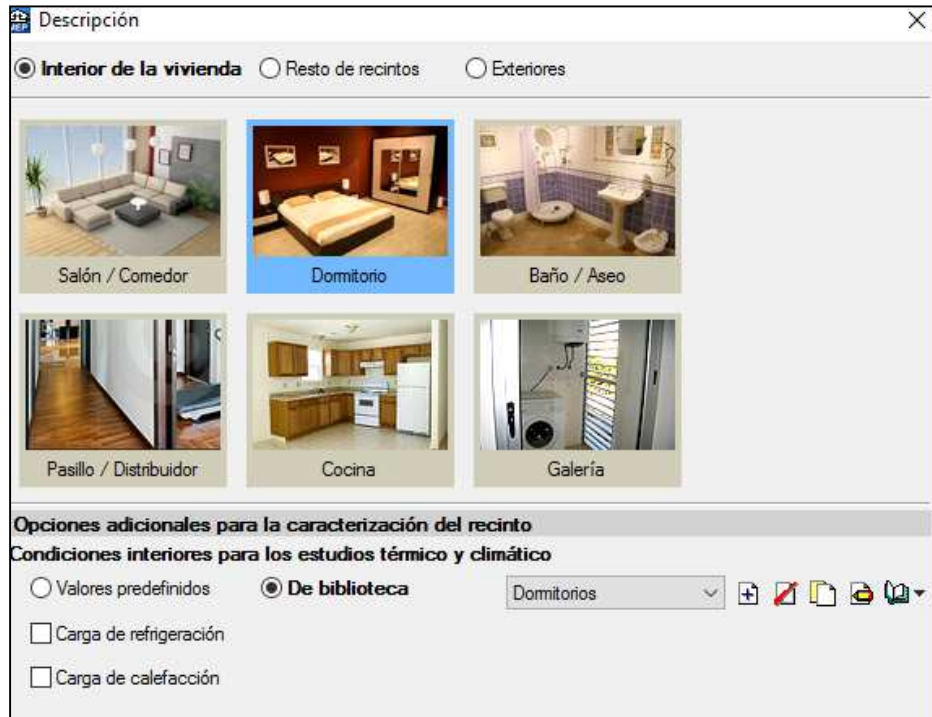 MEP
Descripción
Interior de la vivienda Resto de recintos Exteriores
Salón / Comedor Dormitorio Baño / Aseo
Pasillo / Distribuidor Cocina Galería
Opciones adicionales para la caracterización del recinto
Condiciones interiores para los estudios térmico y climático
Valores predefinidos De biblioteca Dormitorios
Carga de refrigeración
Carga de calefacción